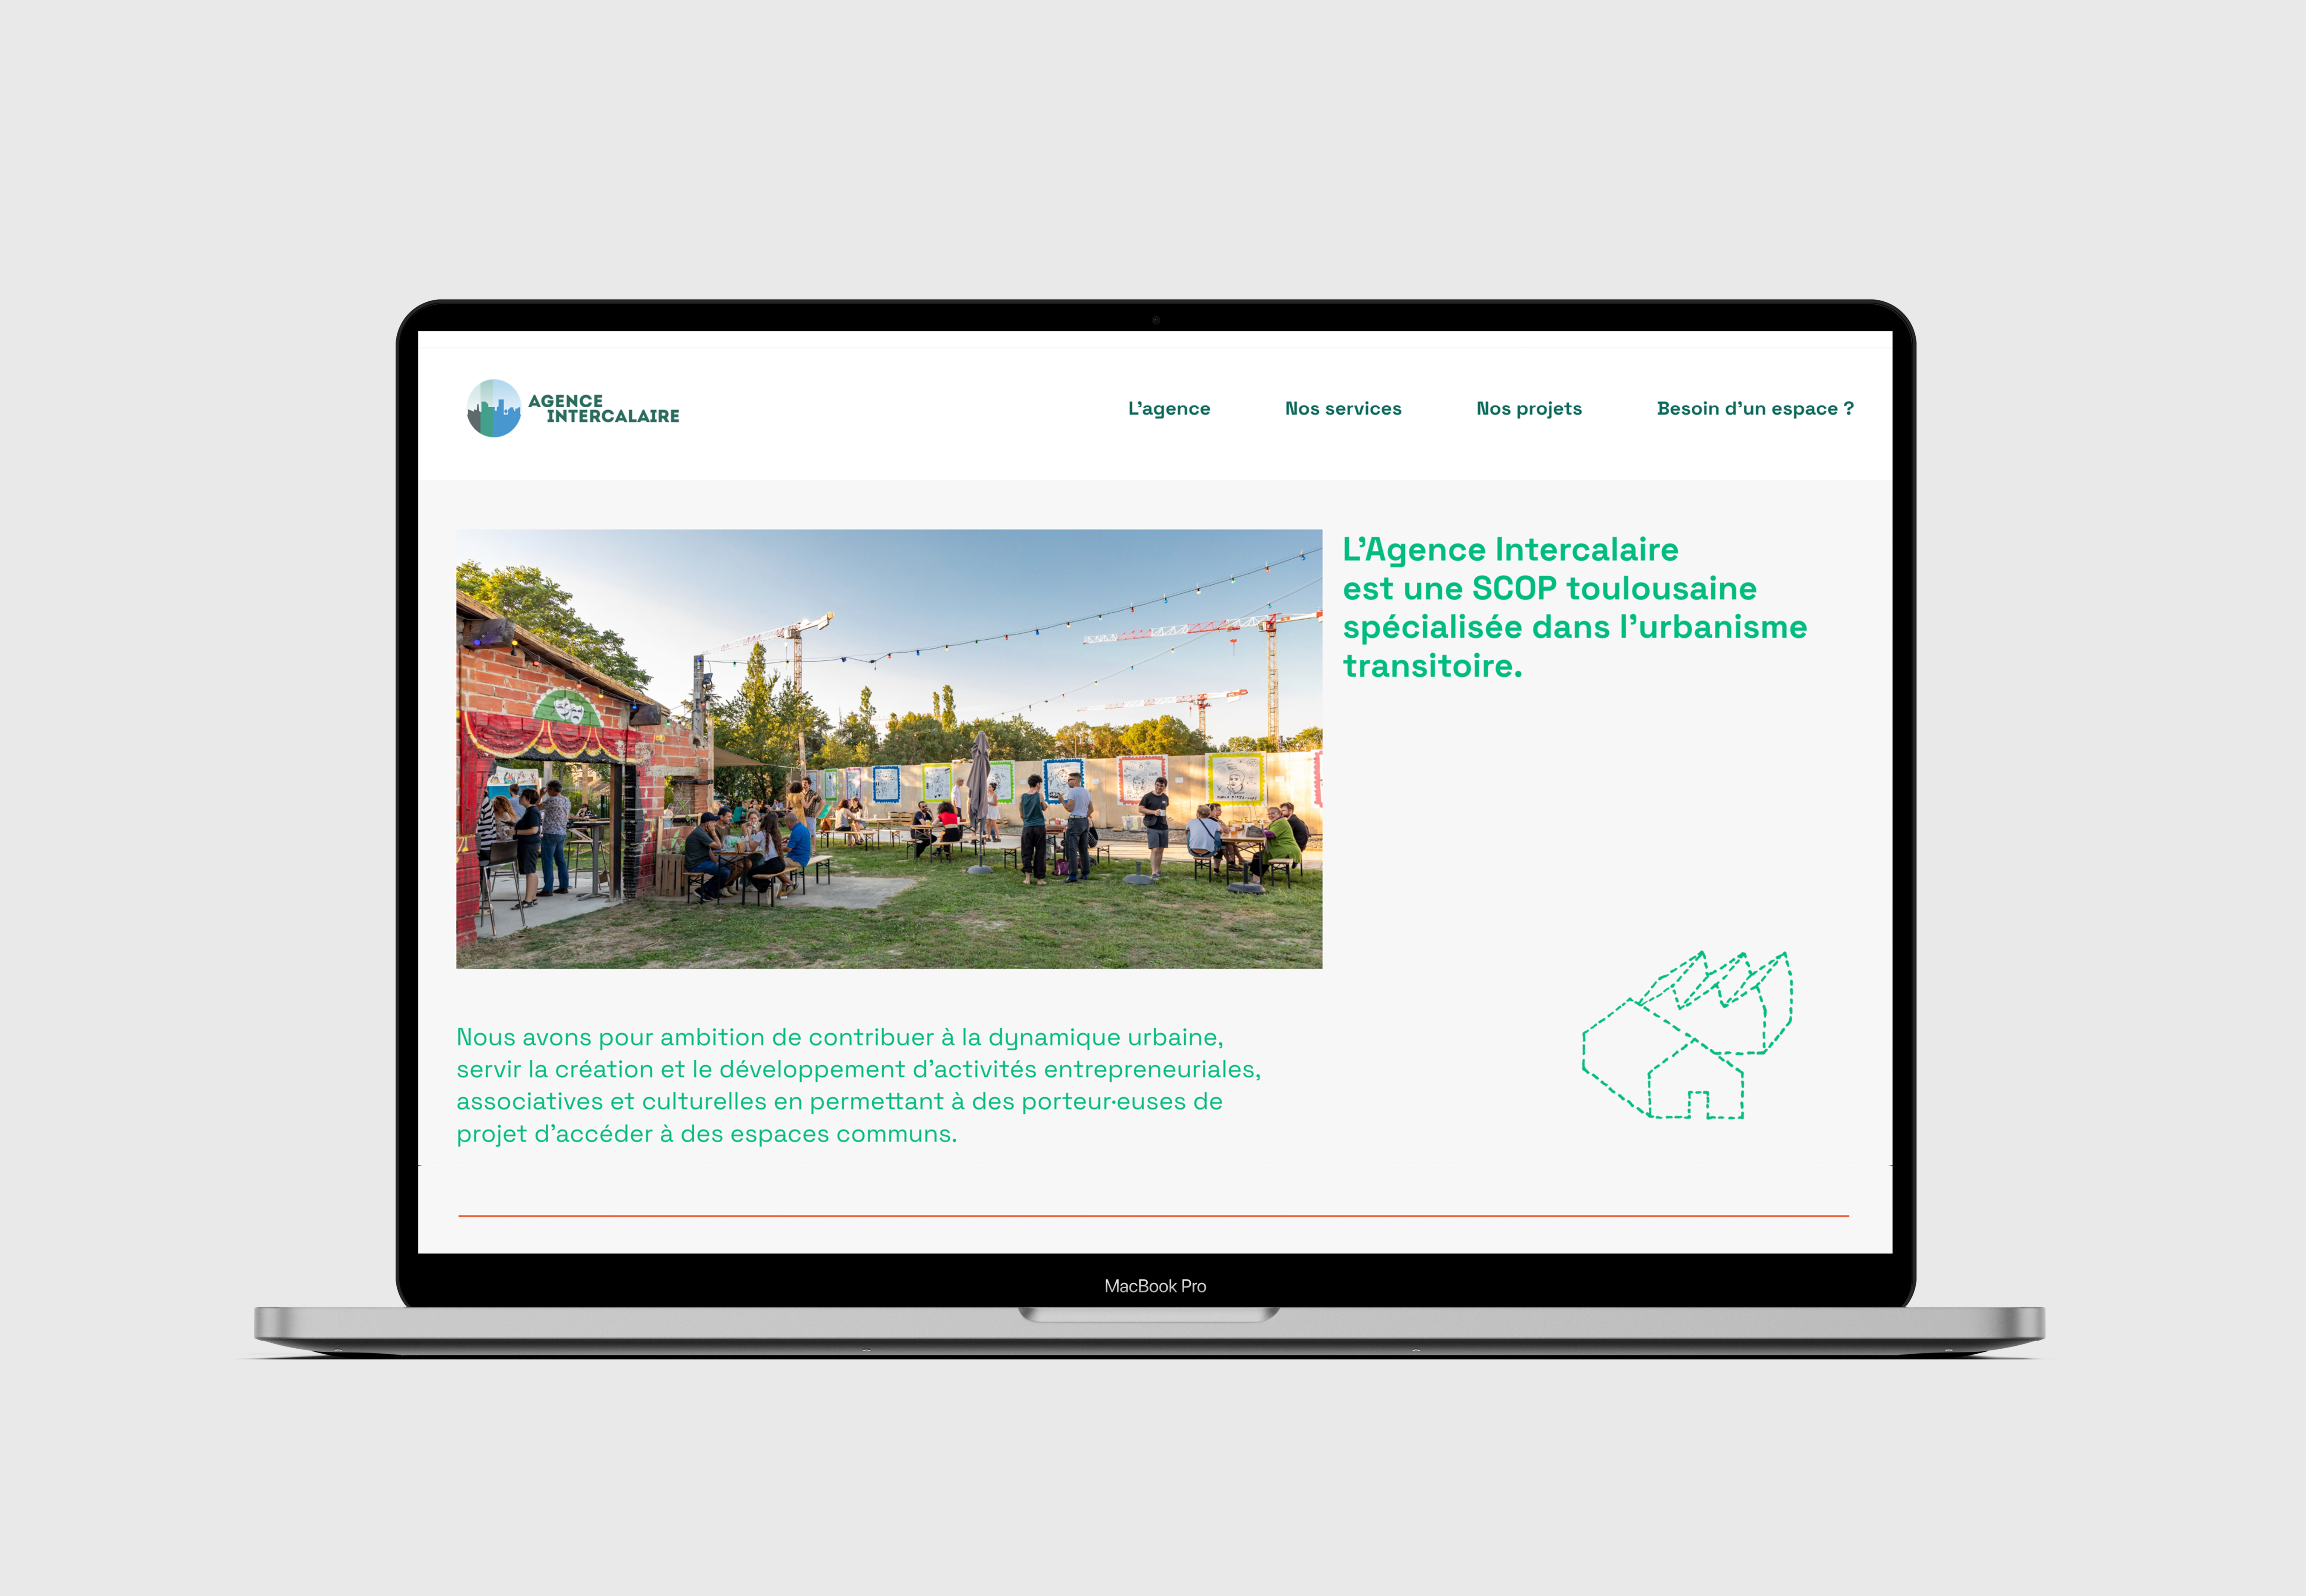 AGENCE
INTERCALAIRE
L’agence
Nos services
Nos projets
Besoin d’un espace ?
L’Agence Intercalaire
est une SCOP toulousaine
spécialisée dans l’urbanisme
transitoire.
Nous avons pour ambition de contribuer à la dynamique urbaine,
servir la création et le développement d’activités entrepreneuriales,
associatives et culturelles en permettant à des porteur·euses de
projet d’accéder à des espaces communs.
MacBook Pro